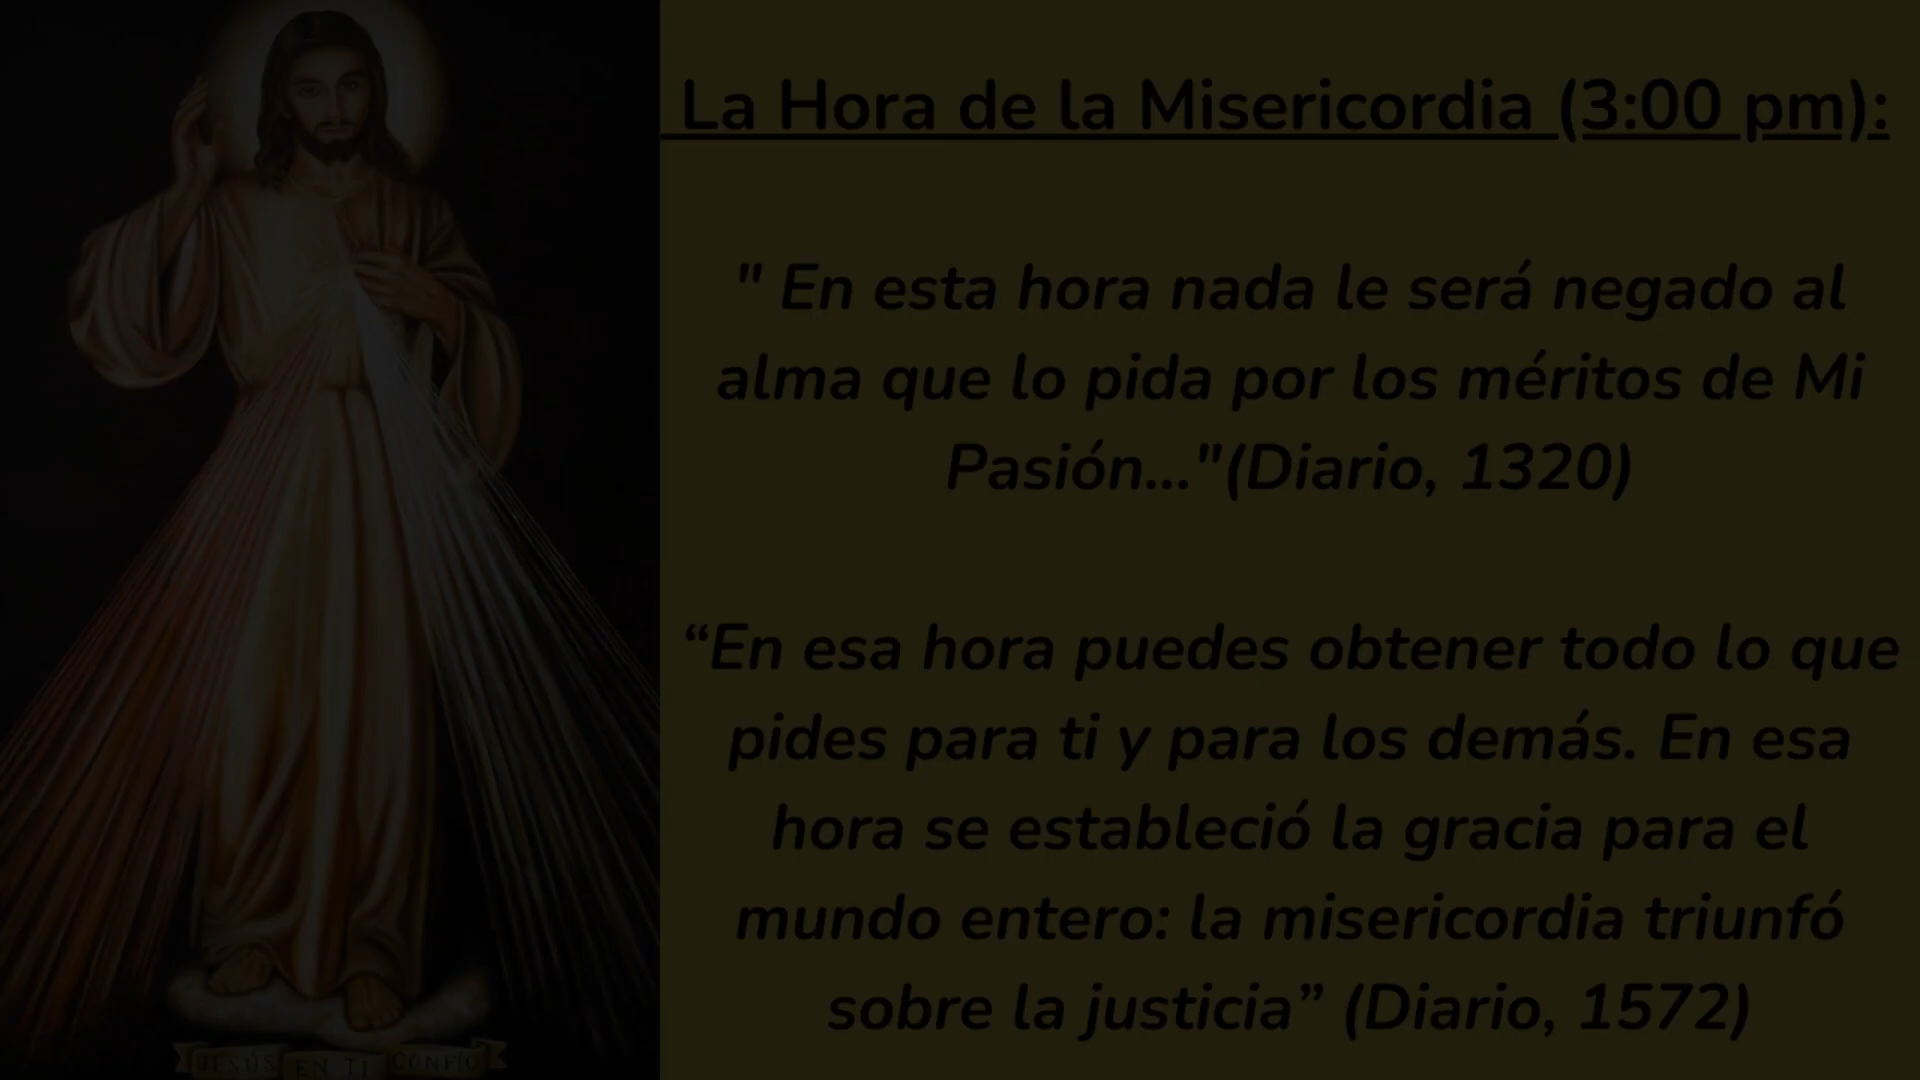 La Hora de la Misericordia (3:00 pm):
" En esta hora nada le será negado al
alma que lo pida por los méritos de Mi
Pasión..."(Diario, 1320)
“En esa hora puedes obtener todo lo que
pides para ti y para los demás. En esa
hora se estableció la gracia para el
mundo entero: la misericordia triunfó
sobre la justicia” (Diario, 1572)
JESÚS EN TI CONFÍO